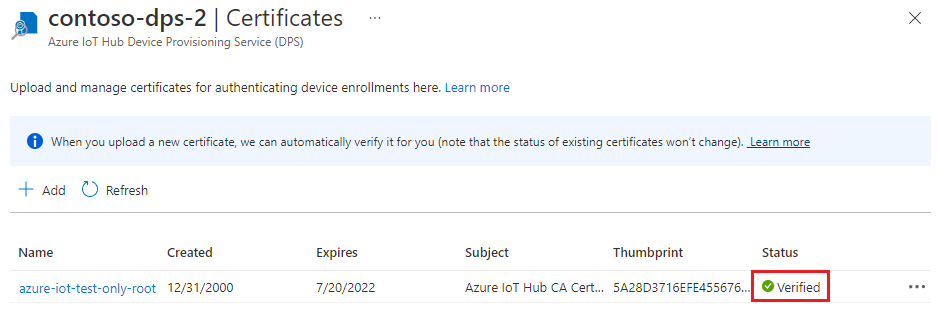 contoso-dps-2 | Certificates ...
Azure IoT Hub Device Provisioning Service (DPS)
Upload and manage certificates for authenticating device enrollments here. Learn more
When you upload a new certificate, we can automatically verify it for you (note that the status of existing certificates won't change). Learn more
Add Refresh
Name Created Expires Subject Thumbprint Status
azure-iot-test-only-root 12/31/2000 7/20/2022 Azure IoT Hub CA Cert... 5A28D3716EFE455676... Verified ...